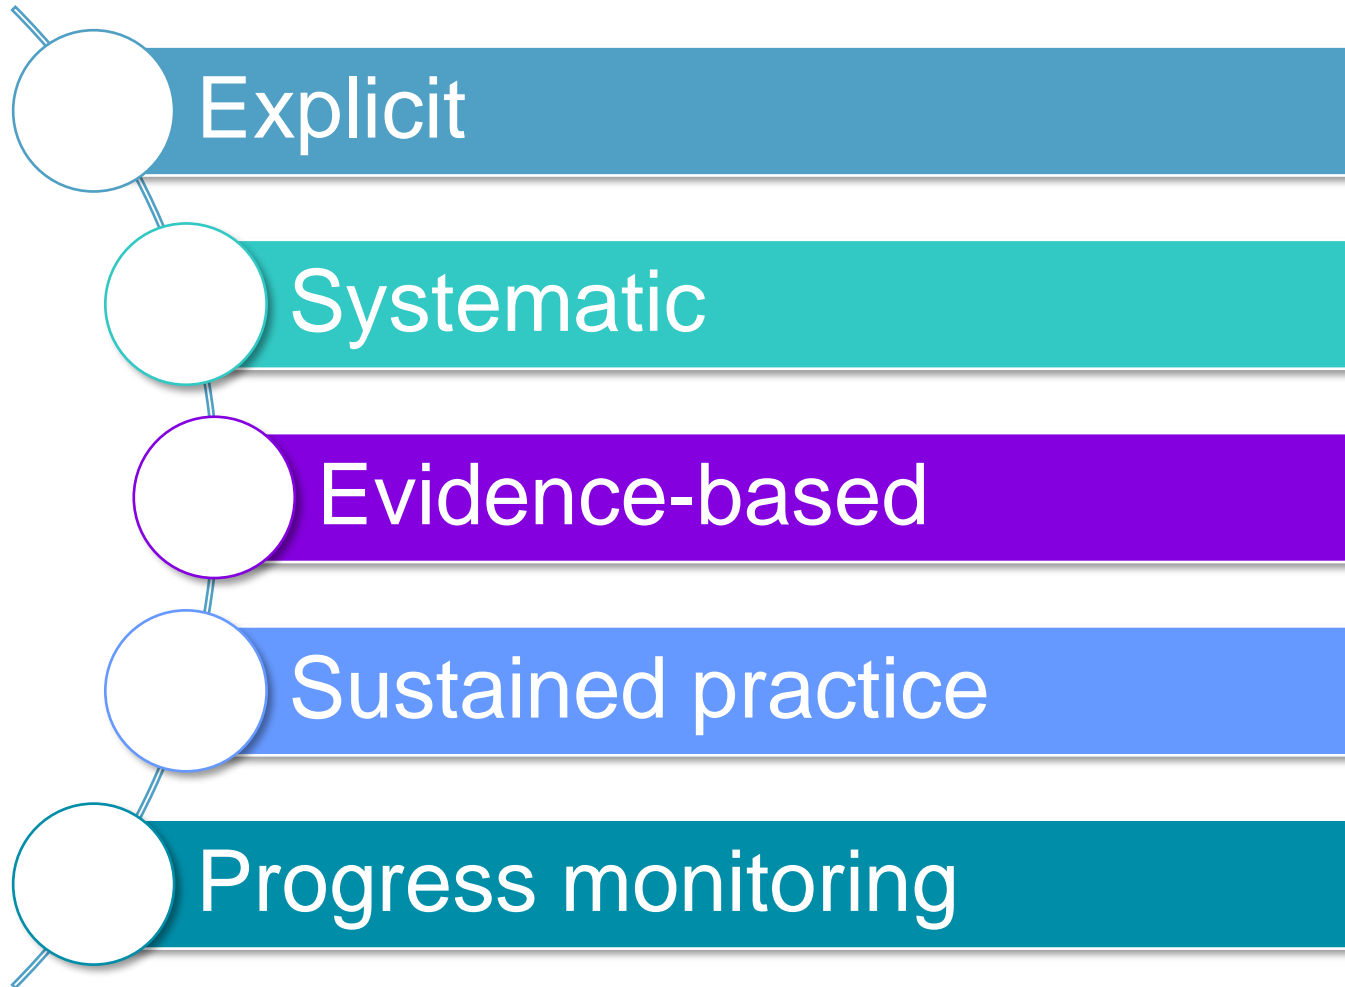 Explicit
Systematic
Evidence-based
Sustained practice
Progress monitoring